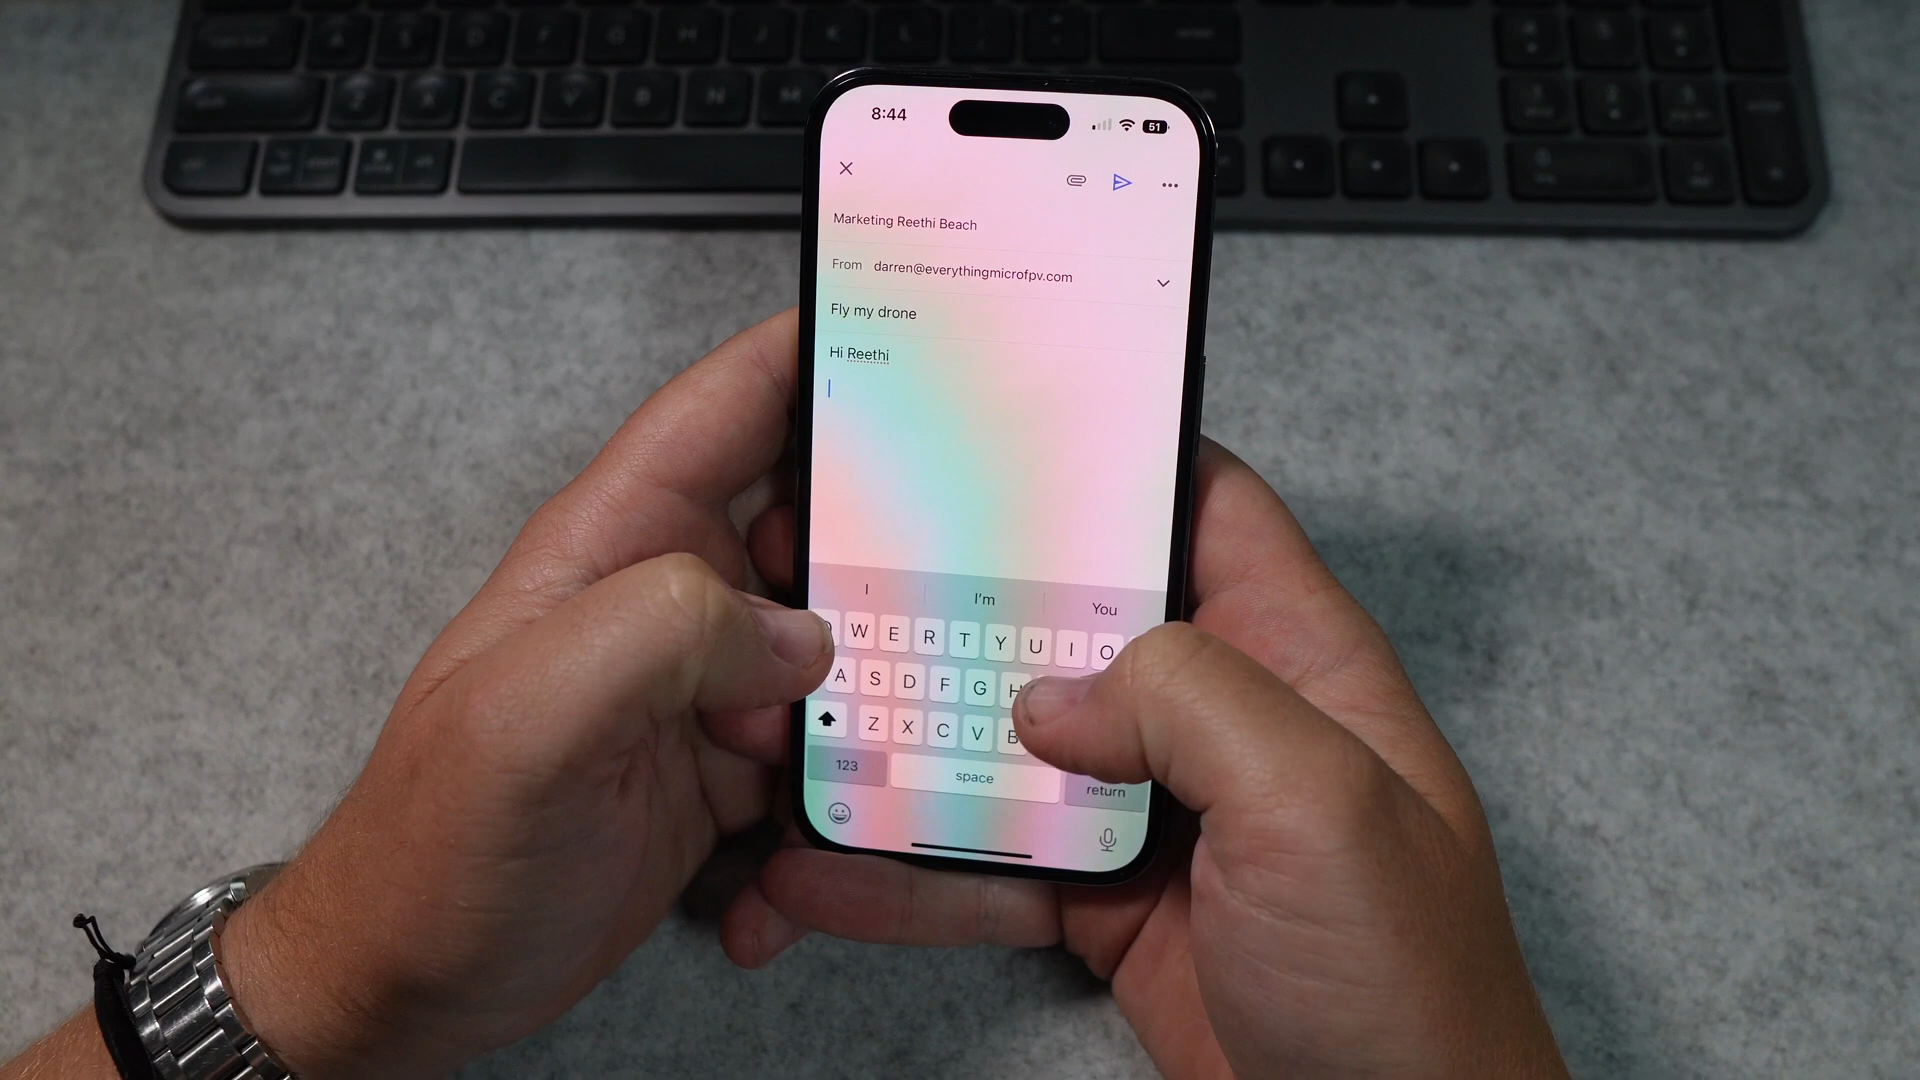 A S D F G H J K L enter
Z X C V B N M
8:44
51
Marketing Reethi Beach
From darren@everythingmicrofpv.com
Fly my drone
Hi Reethi
I I'm You
W E R T Y U I O
A S D F G H
Z X C V B
123 space return